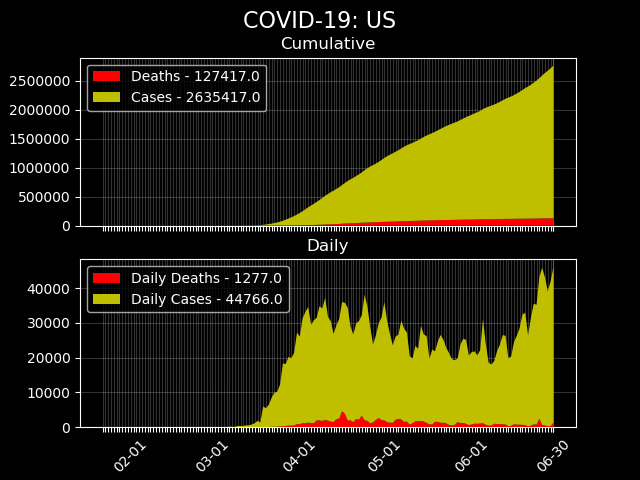 COVID-19: US
Cumulative
Deaths - 127417.0
Cases - 2635417.0
2500000
2000000
1500000
1000000
500000
0
Daily
Daily Deaths - 1277.0
Daily Cases - 44766.0
40000
30000
20000
10000
0
02-01
03-01
04-01
05-01
06-01
06-30